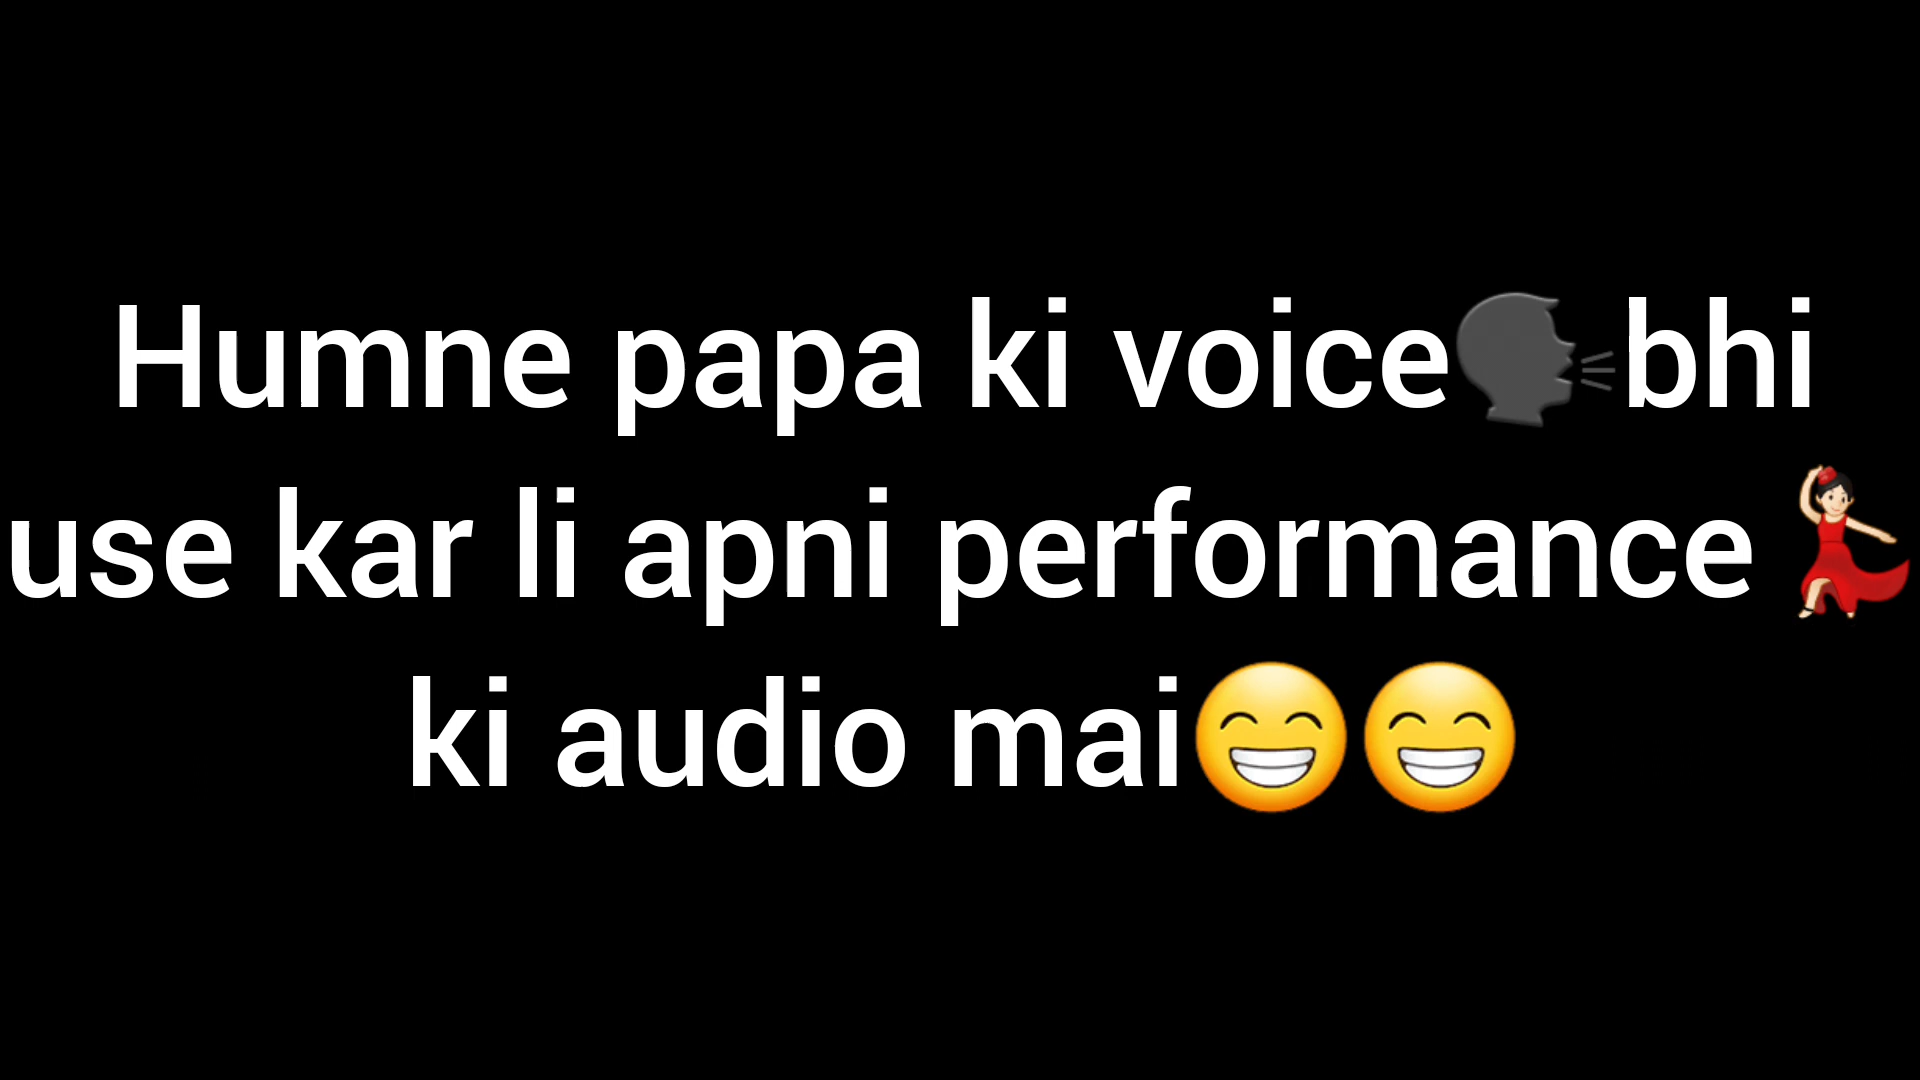 Humne papa ki voice🗣bhi
use kar li apni performance💃🏻
ki audio mai😁😁